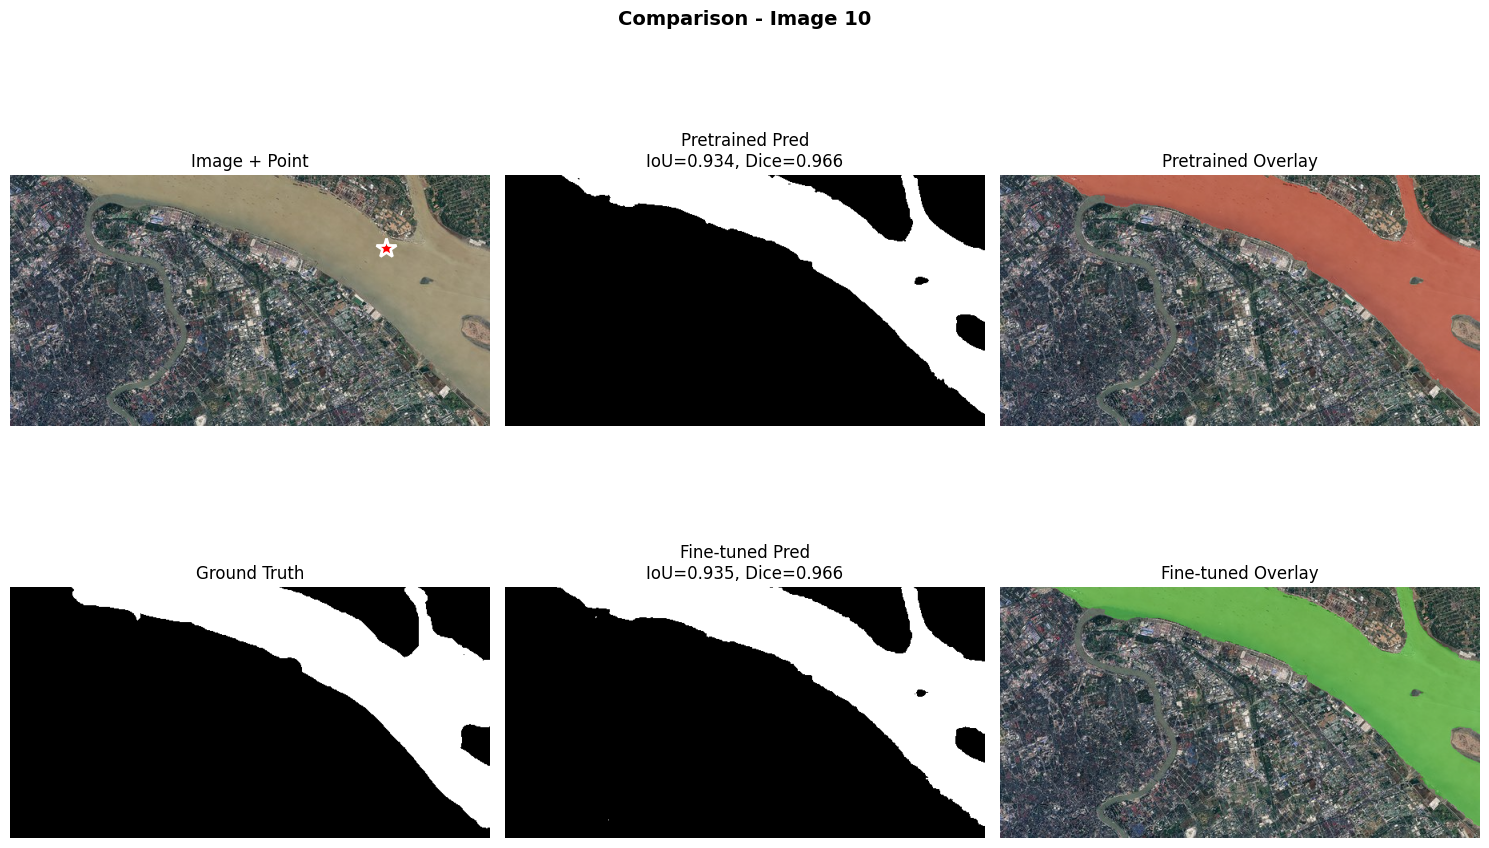 Comparison - Image 10
Image + Point
Pretrained Pred
IoU=0.934, Dice=0.966
Pretrained Overlay
Ground Truth
Fine-tuned Pred
IoU=0.935, Dice=0.966
Fine-tuned Overlay